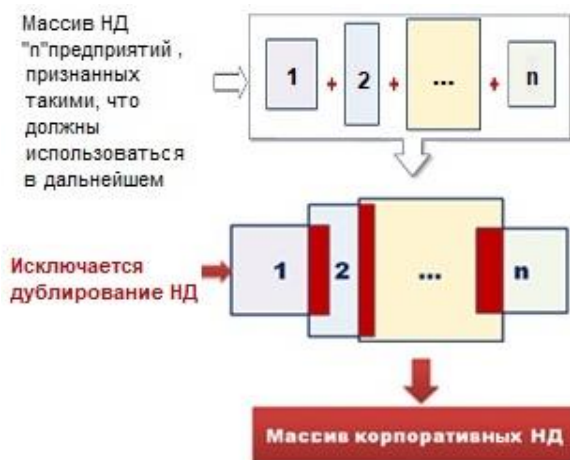 Массив НД
"n"предприятий ,
признанных
такими, что
должны
использоваться
в дальнейшем
1 + 2 + ... + n
Исключается
дублирование НД
1 2 ... n
Массив корпоративных НД